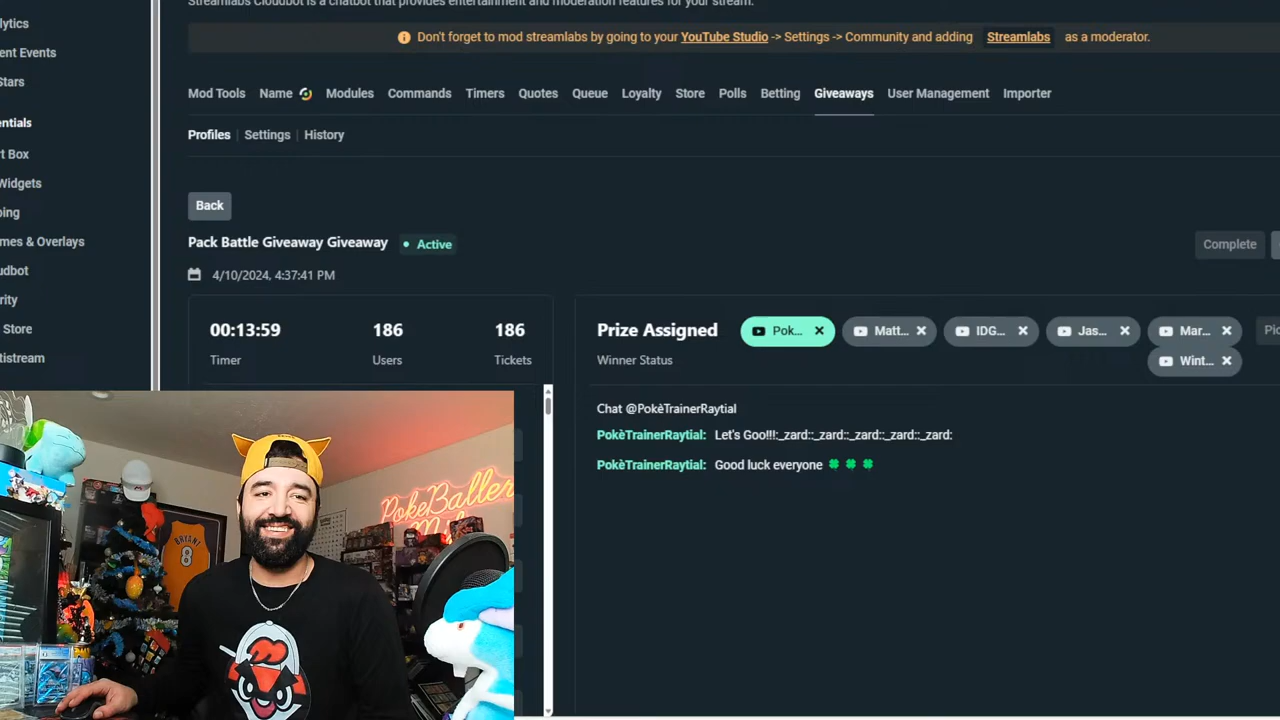 Streamlabs Cloudbot is a chatbot that provides entertainment and moderation features for your stream.
Don't forget to mod streamlabs by going to your YouTube Studio -> Settings -> Community and adding Streamlabs as a moderator.
lytics
ent Events
Stars
entials
rt Box
Widgets
ping
mes & Overlays
udbot
rity
Store
ltistream
Mod Tools Name Modules Commands Timers Quotes Queue Loyalty Store Polls Betting Giveaways User Management Importer
Profiles Settings History
Back
Pack Battle Giveaway Giveaway • Active
Complete
4/10/2024, 4:37:41 PM
00:13:59 186 186
Timer Users Tickets
Prize Assigned Pok... Matt... IDG... Jas... Mar... Pic
Winner Status Wint...
Chat @PokèTrainerRaytial
PokèTrainerRaytial: Let's Goo!!!:_zard::_zard::_zard::_zard::_zard:
PokèTrainerRaytial: Good luck everyone 🍀 🍀 🍀
PokeBaller
BRYANT
8